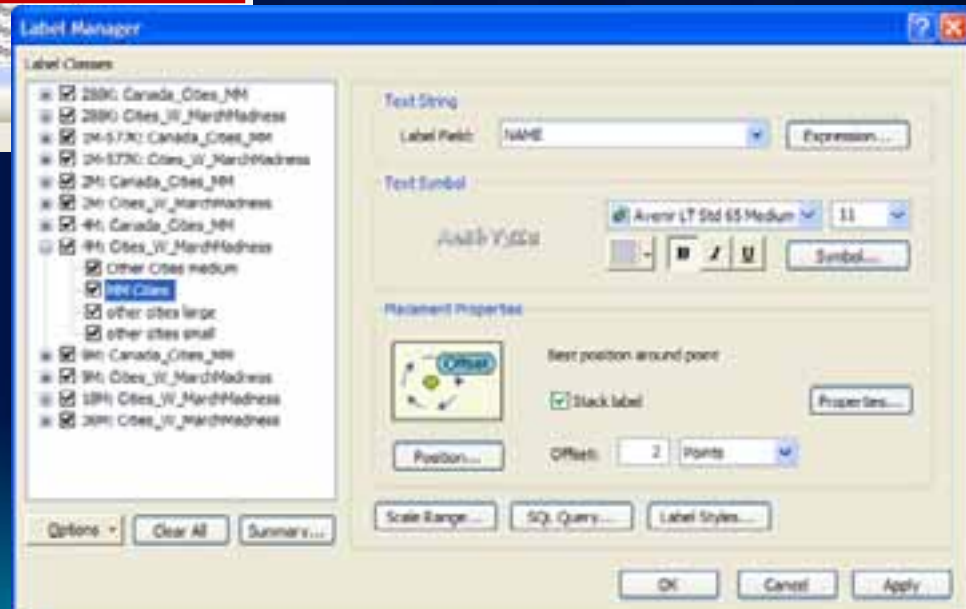 Label Manager
Label Classes
288K: Canada_Cities_MM
288K: Cities_W_MarchMadness
1M-577K: Canada_Cities_MM
1M-577K: Cities_W_MarchMadness
2M: Canada_Cities_MM
2M: Cities_W_MarchMadness
4M: Canada_Cities_MM
4M: Cities_W_MarchMadness
Other Cities medium
MM Cities
other cities large
other cities small
9M: Canada_Cities_MM
9M: Cities_W_MarchMadness
18M: Cities_W_MarchMadness
36M: Cities_W_MarchMadness
Options
Clear All
Summary...
Text String
Label Field:
NAME
Expression...
Text Symbol
AaBbYyZz
Avenir LT Std 65 Medium
11
B I U
Symbol...
Placement Properties
Offset
Best position around point
Stack label
Properties...
Position...
Offset:
2
Points
Scale Range...
SQL Query...
Label Styles...
OK
Cancel
Apply